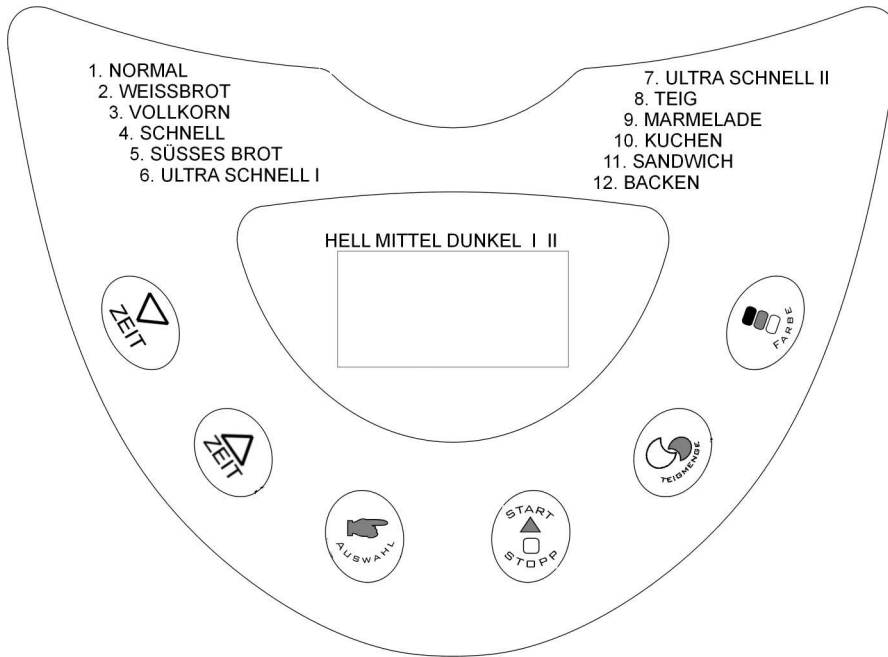 1. NORMAL
2. WEISSBROT
3. VOLLKORN
4. SCHNELL
5. SÜSSES BROT
6. ULTRA SCHNELL I
7. ULTRA SCHNELL II
8. TEIG
9. MARMELADE
10. KUCHEN
11. SANDWICH
12. BACKEN
HELL MITTEL DUNKEL I II
ZEIT
ZEIT
AUSWAHL
START
STOPP
TEIGMENGE
FARBE